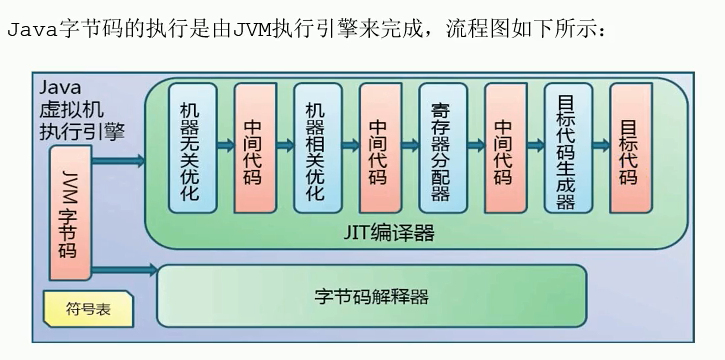 Java字节码的执行是由JVM执行引擎来完成，流程图如下所示：
Java
虚拟机
执行引擎
JVM 字节码
机器无关优化
中间代码
机器相关优化
中间代码
寄存器分配器
中间代码
目标代码生成器
目标代码
JIT编译器
字节码解释器
符号表